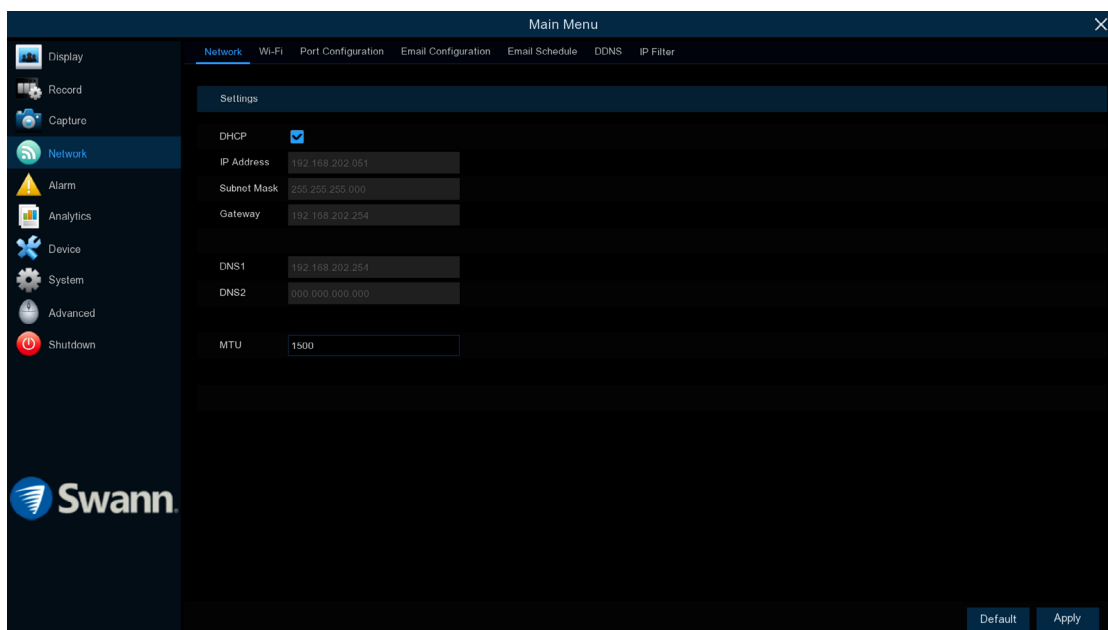 Main Menu
Display
Record
Capture
Network
Alarm
Analytics
Device
System
Advanced
Shutdown
Swann.
Network Wi-Fi Port Configuration Email Configuration Email Schedule DDNS IP Filter
Settings
DHCP
IP Address 192.168.202.051
Subnet Mask 255.255.255.000
Gateway 192.168.202.254
DNS1 192.168.202.254
DNS2 000.000.000.000
MTU 1500
Default Apply